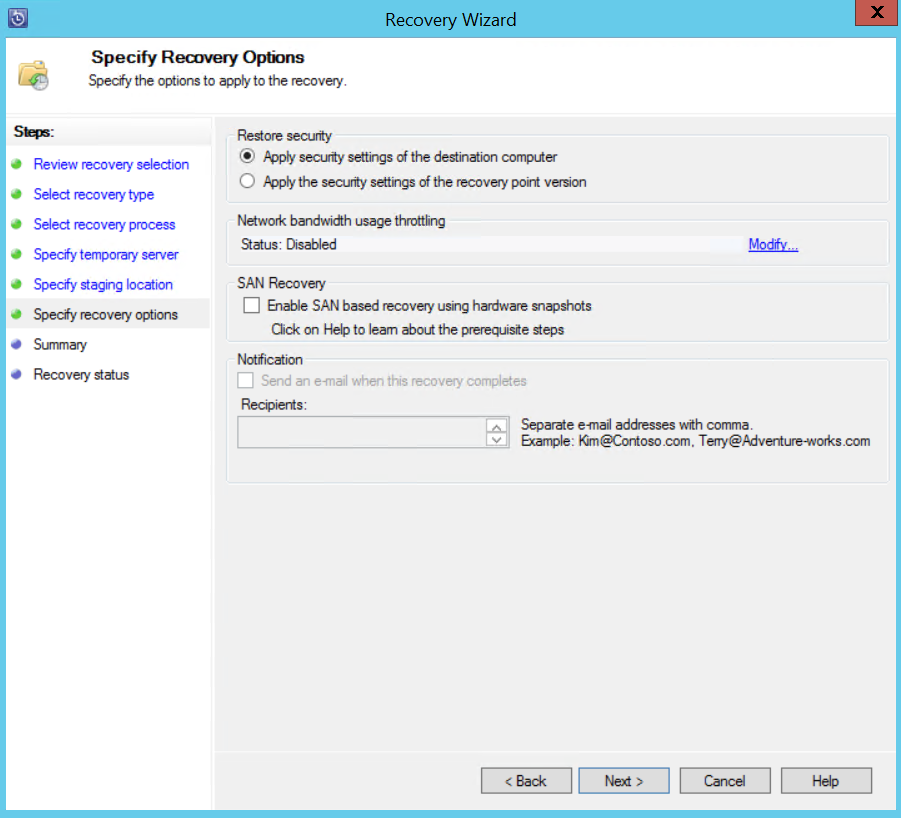 Recovery Wizard
X
Specify Recovery Options
Specify the options to apply to the recovery.
Steps:
Review recovery selection
Select recovery type
Select recovery process
Specify temporary server
Specify staging location
Specify recovery options
Summary
Recovery status
Restore security
Apply security settings of the destination computer
Apply the security settings of the recovery point version
Network bandwidth usage throttling
Status: Disabled
Modify...
SAN Recovery
Enable SAN based recovery using hardware snapshots
Click on Help to learn about the prerequisite steps
Notification
Send an e-mail when this recovery completes
Recipients:
Separate e-mail addresses with comma.
Example: Kim@Contoso.com, Terry@Adventure-works.com
< Back
Next >
Cancel
Help